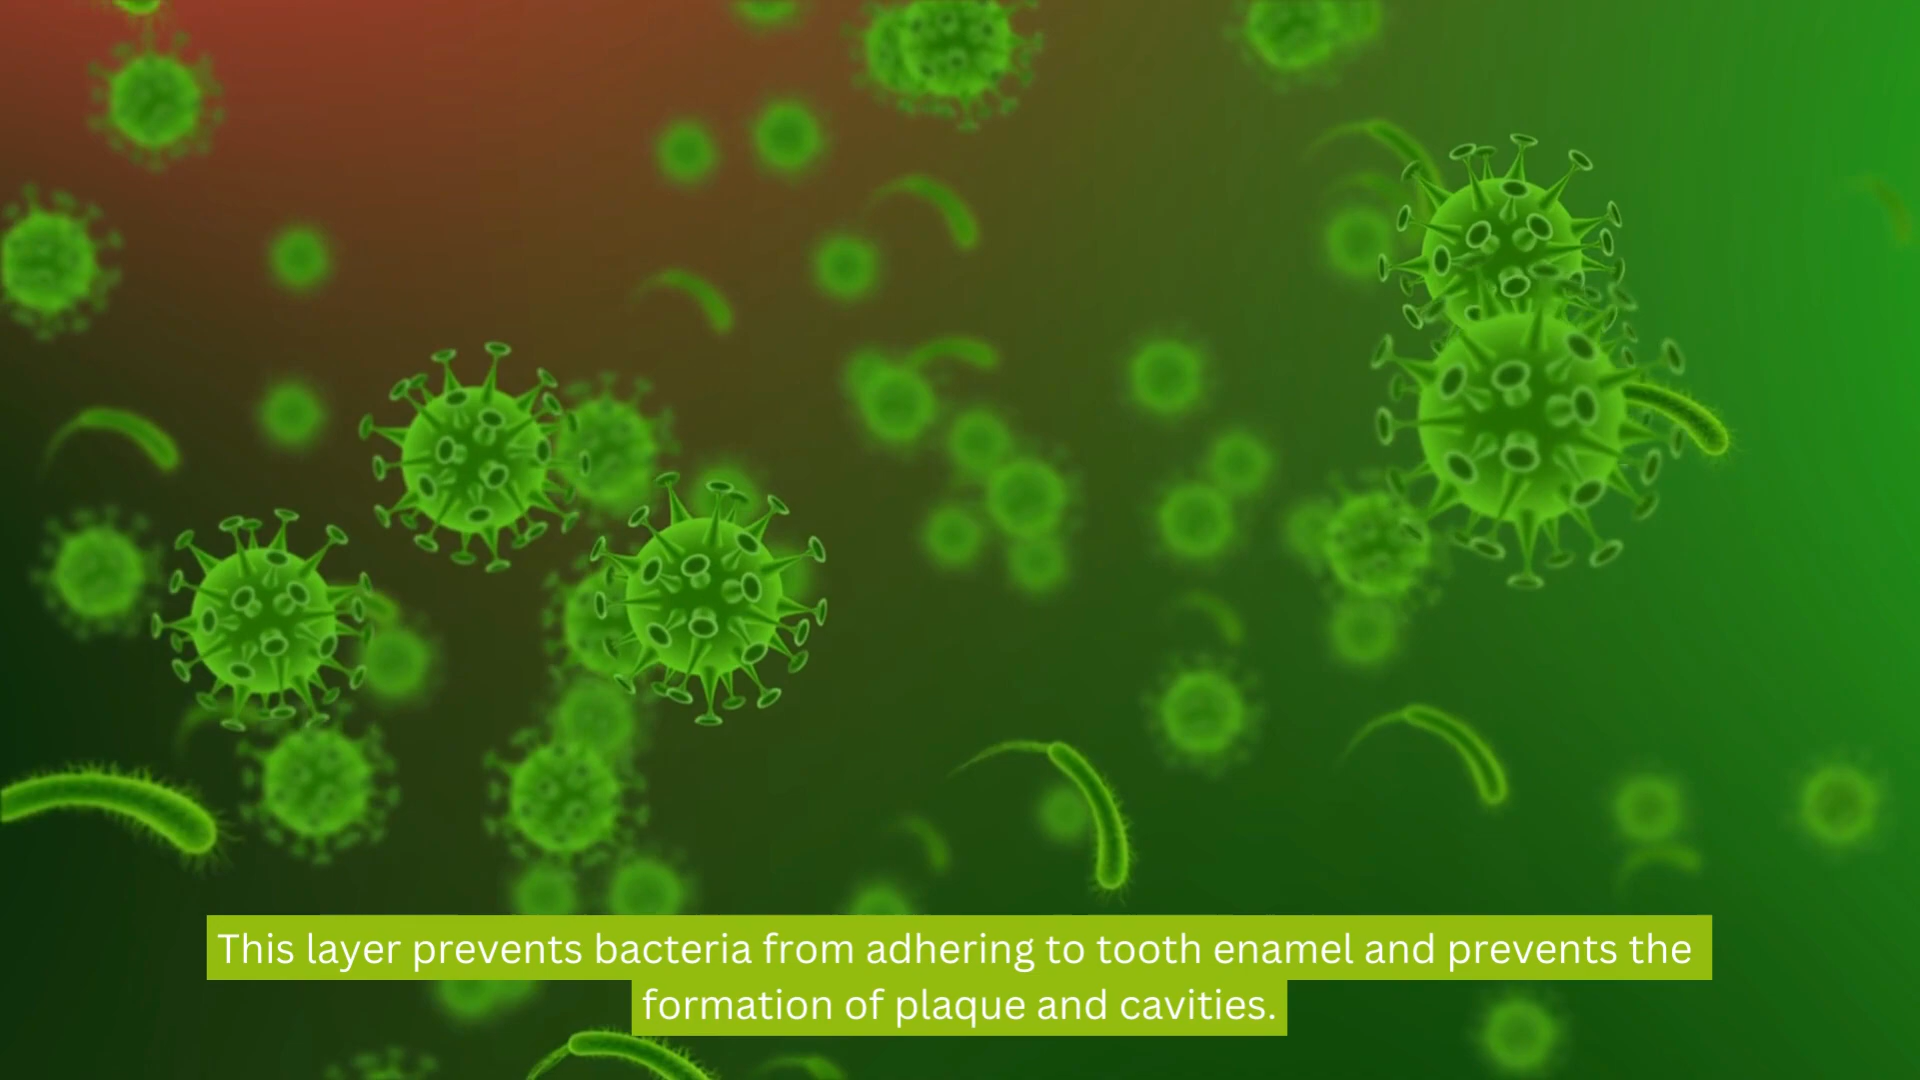 This layer prevents bacteria from adhering to tooth enamel and prevents the
formation of plaque and cavities.